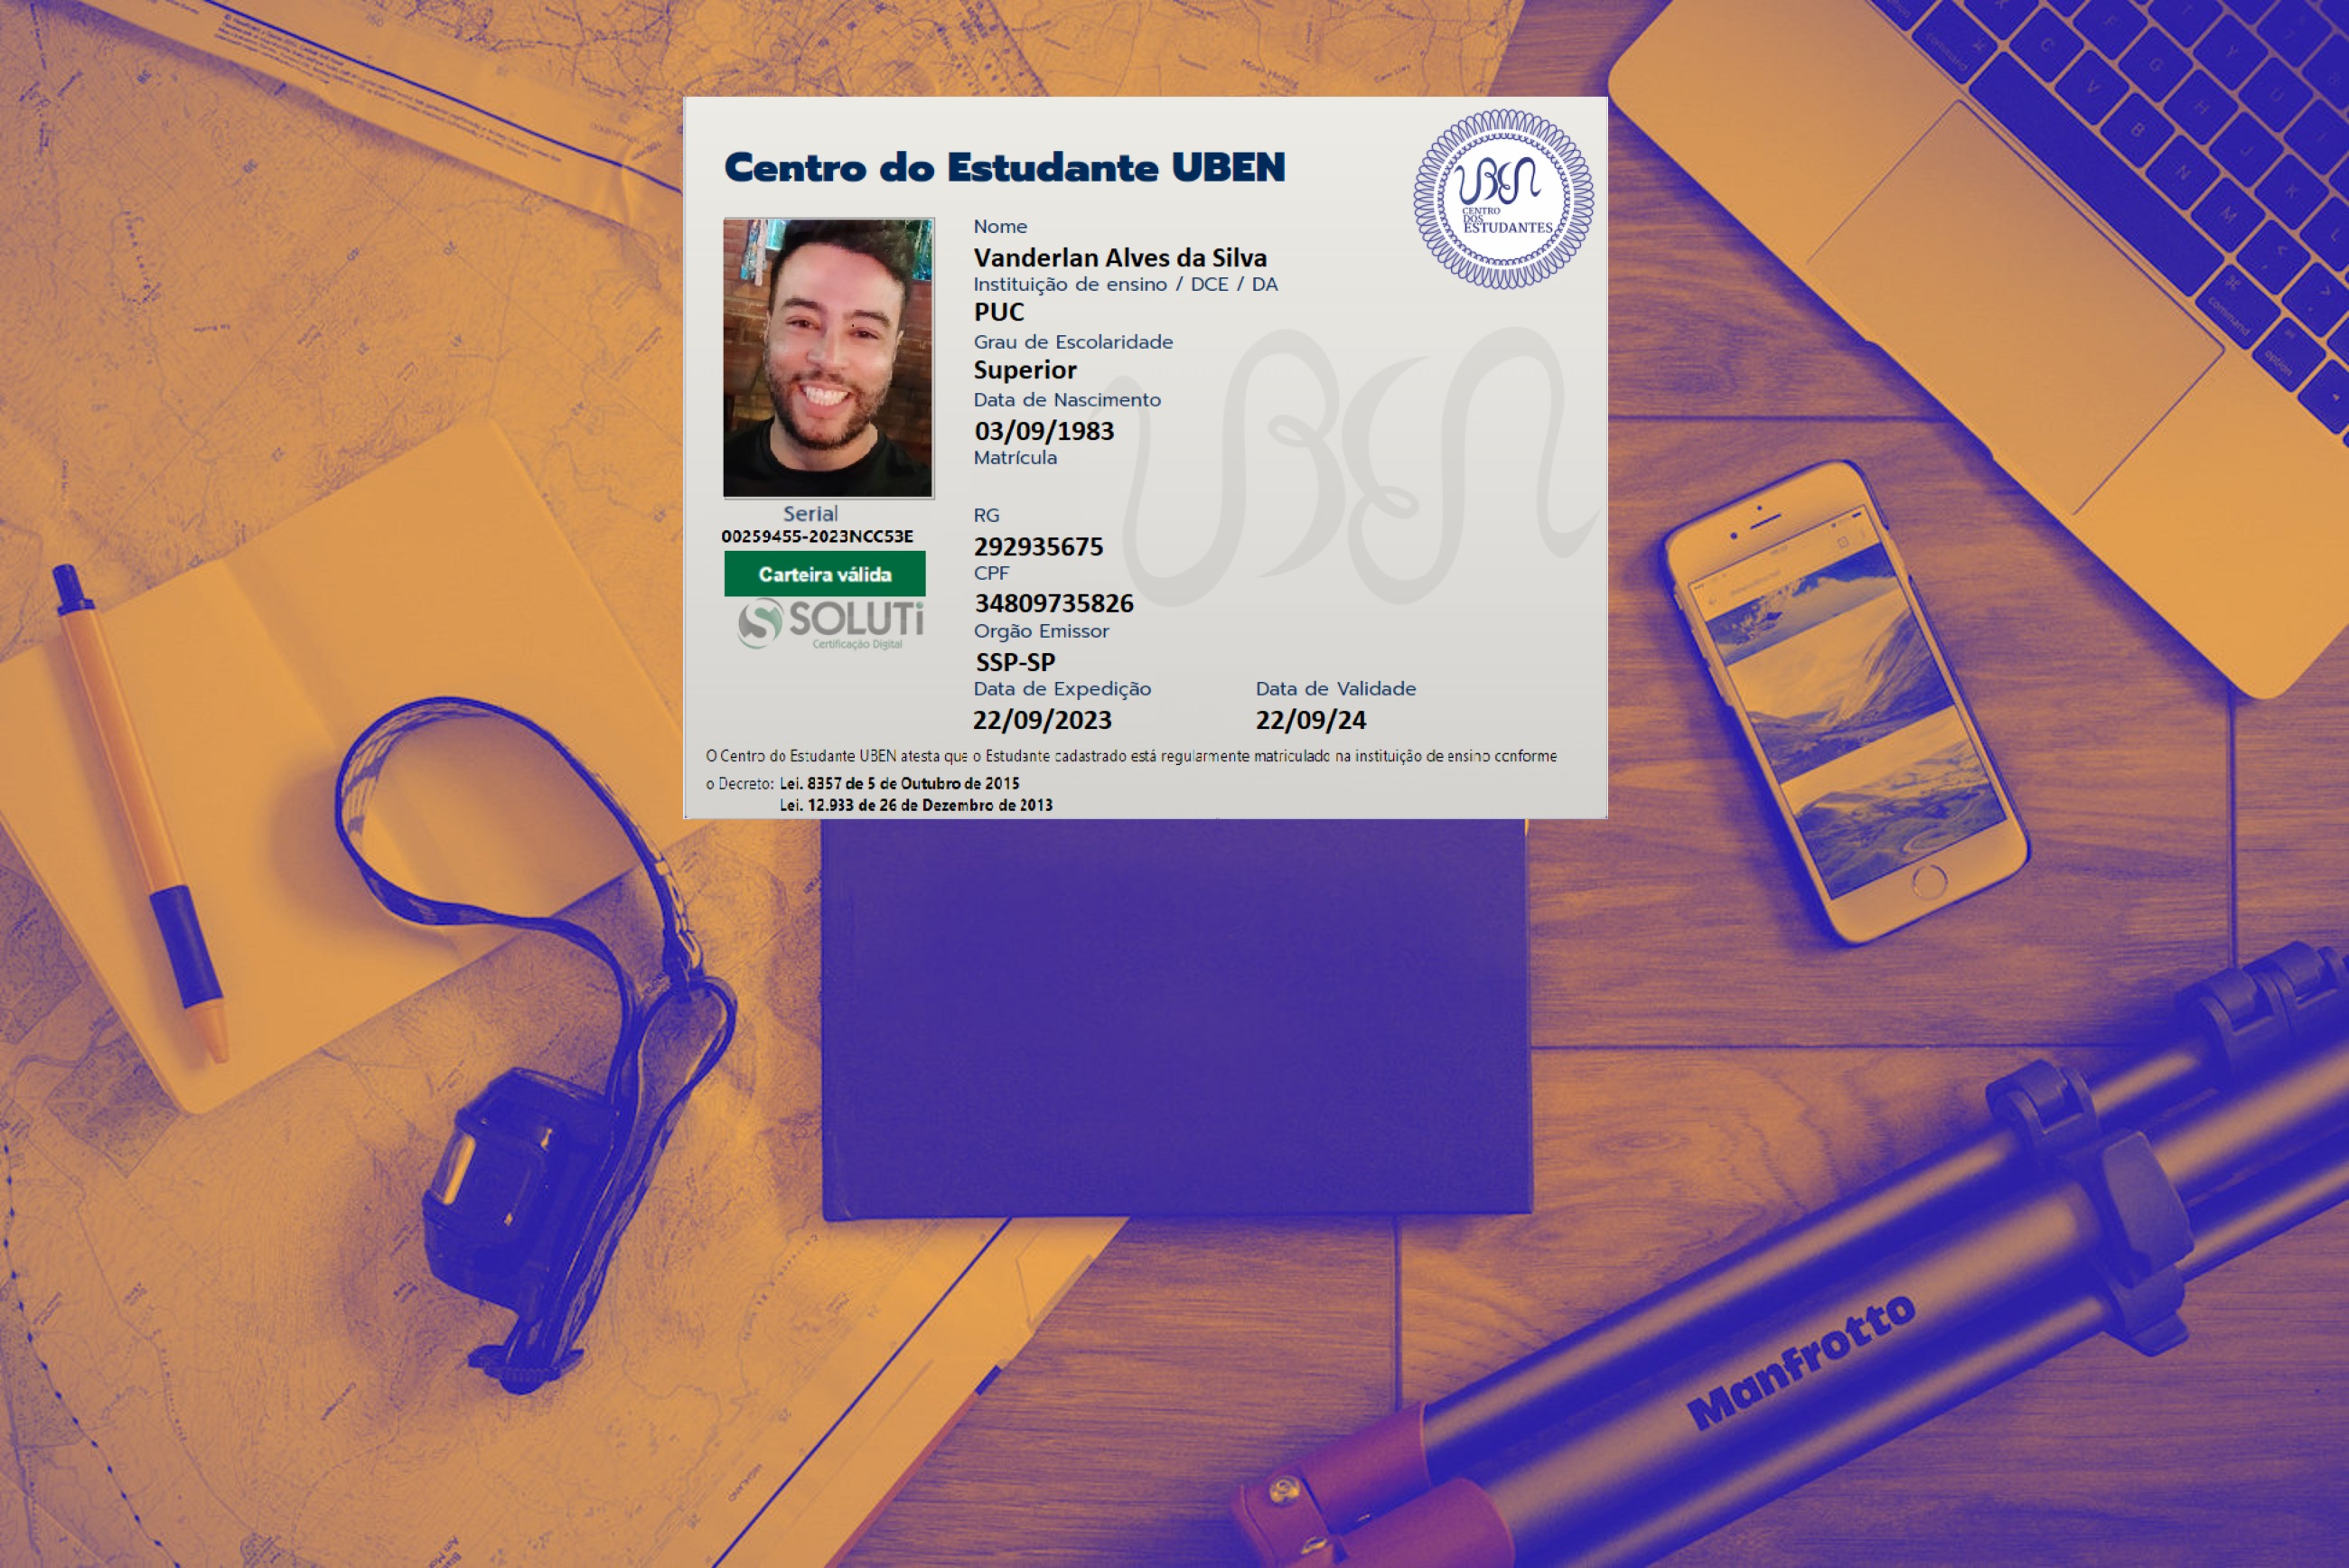 Centro do Estudante UBEN
UBEN
CENTRO
DOS
ESTUDANTES
Nome
Vanderlan Alves da Silva
Instituição de ensino / DCE / DA
PUC
Grau de Escolaridade
Superior
Data de Nascimento
03/09/1983
Matrícula
Serial
00259455-2023NCC53E
Carteira válida
SOLUTi
Certificação Digital
RG
292935675
CPF
34809735826
Orgão Emissor
SSP-SP
Data de Expedição
Data de Validade
22/09/2023
22/09/24
O Centro do Estudante UBEN atesta que o Estudante cadastrado está regularmente matriculado na instituição de ensino conforme
o Decreto: Lei. 8357 de 5 de Outubro de 2015
Lei. 12.933 de 26 de Dezembro de 2013
UBEN
command
option
command
Manfrotto